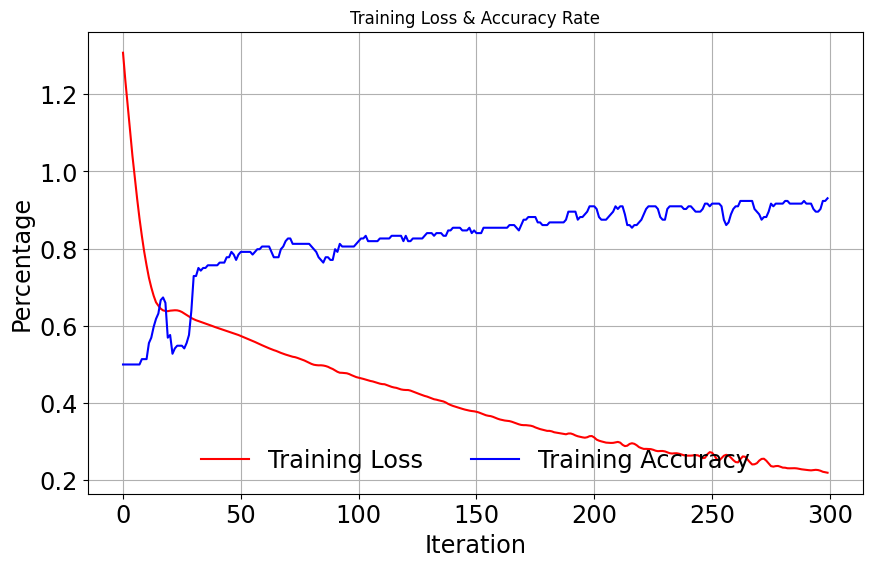 Training Loss & Accuracy Rate
Percentage
1.2
1.0
0.8
0.6
0.4
0.2
Training Loss
Training Accuracy
0 50 100 150 200 250 300
Iteration